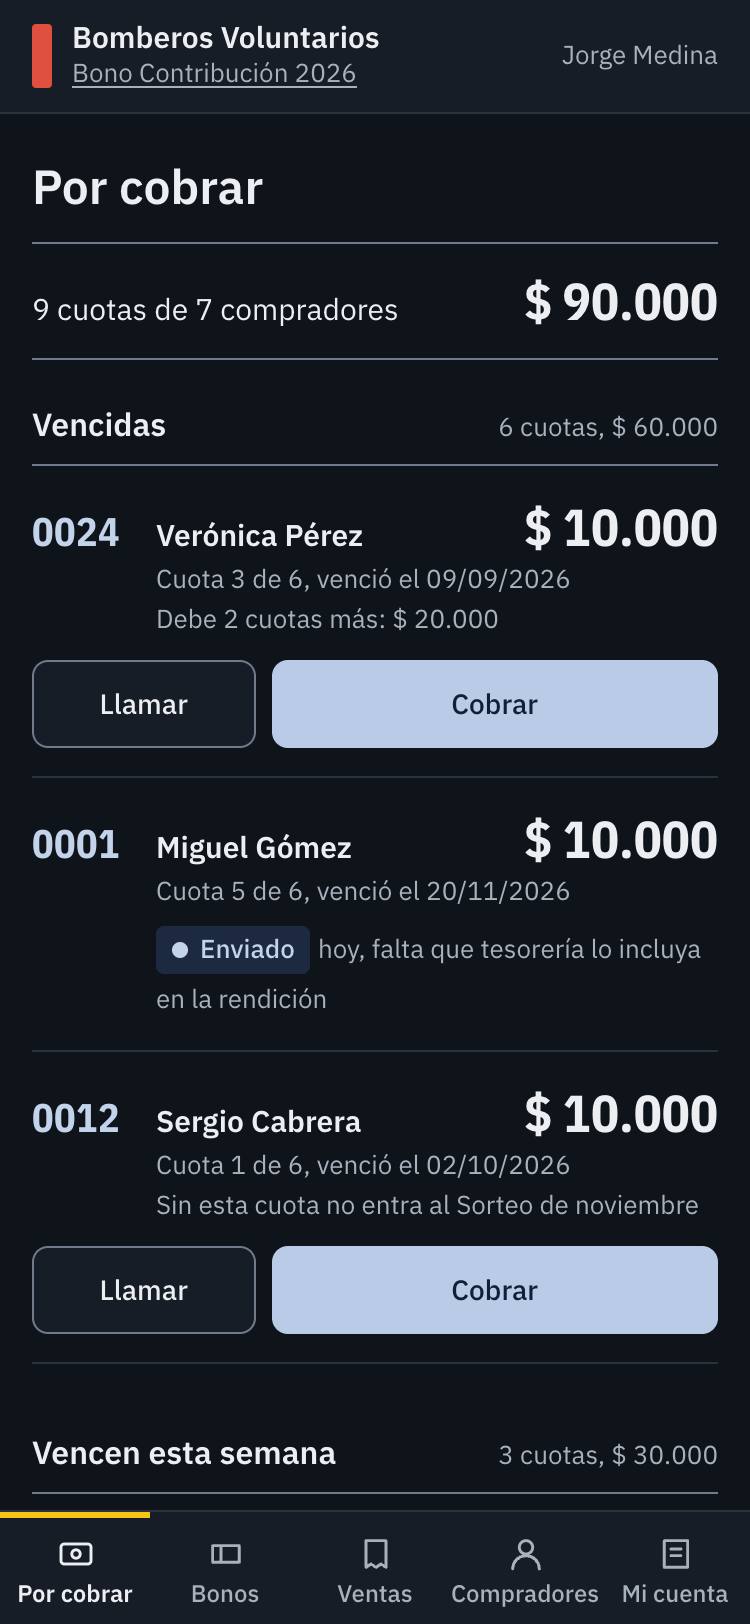 Bomberos Voluntarios
Bono Contribución 2026
Jorge Medina
Por cobrar
9 cuotas de 7 compradores
$ 90.000
Vencidas
6 cuotas, $ 60.000
0024
Verónica Pérez
$ 10.000
Cuota 3 de 6, venció el 09/09/2026
Debe 2 cuotas más: $ 20.000
Llamar
Cobrar
0001
Miguel Gómez
$ 10.000
Cuota 5 de 6, venció el 20/11/2026
Enviado hoy, falta que tesorería lo incluya
en la rendición
0012
Sergio Cabrera
$ 10.000
Cuota 1 de 6, venció el 02/10/2026
Sin esta cuota no entra al Sorteo de noviembre
Llamar
Cobrar
Vencen esta semana
3 cuotas, $ 30.000
Por cobrar
Bonos
Ventas
Compradores
Mi cuenta